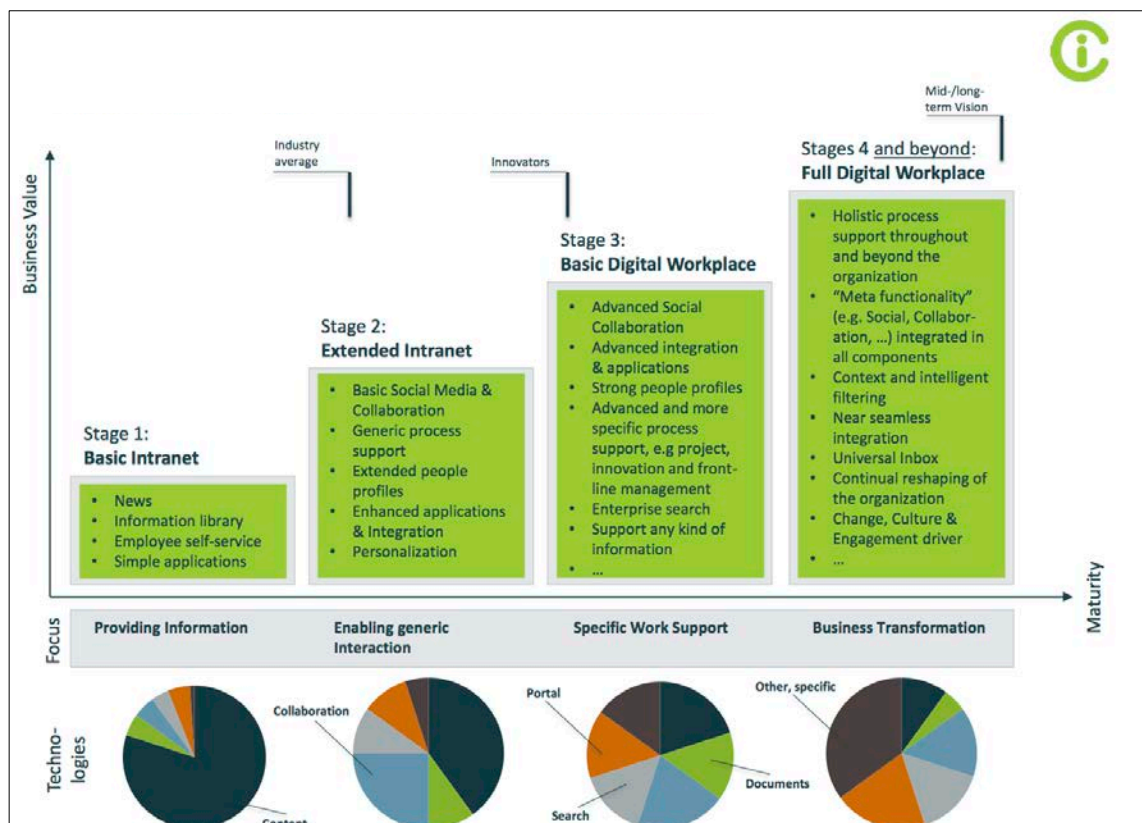 Mid-/long-
term Vision
Industry
average
Innovators
Business Value
Stage 1:
Basic Intranet
• News
• Information library
• Employee self-service
• Simple applications
Stage 2:
Extended Intranet
• Basic Social Media &
Collaboration
• Generic process
support
• Extended people
profiles
• Enhanced applications
& Integration
• Personalization
Stage 3:
Basic Digital Workplace
• Advanced Social
Collaboration
• Advanced integration
& applications
• Strong people profiles
• Advanced and more
specific process
support, e.g project,
innovation and front-
line management
• Enterprise search
• Support any kind of
information
• ...
Stages 4 and beyond:
Full Digital Workplace
• Holistic process
support throughout
and beyond the
organization
• “Meta functionality”
(e.g. Social, Collabor-
ation, ...) integrated in
all components
• Context and intelligent
filtering
• Near seamless
integration
• Universal Inbox
• Continual reshaping of
the organization
• Change, Culture &
Engagement driver
• ...
Maturity
Focus
Providing Information
Enabling generic
Interaction
Specific Work Support
Business Transformation
Techno-
logies
Collaboration
Portal
Search
Documents
Other, specific
Content